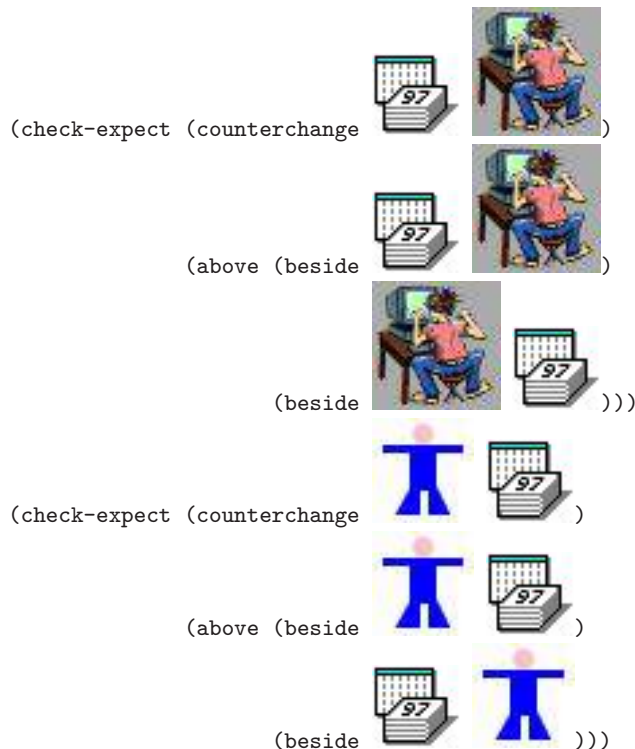 (check-expect (counterchange 97 )
(above (beside 97 )
(beside 97 )))
(check-expect (counterchange 97 )
(above (beside 97 )
(beside 97 )))